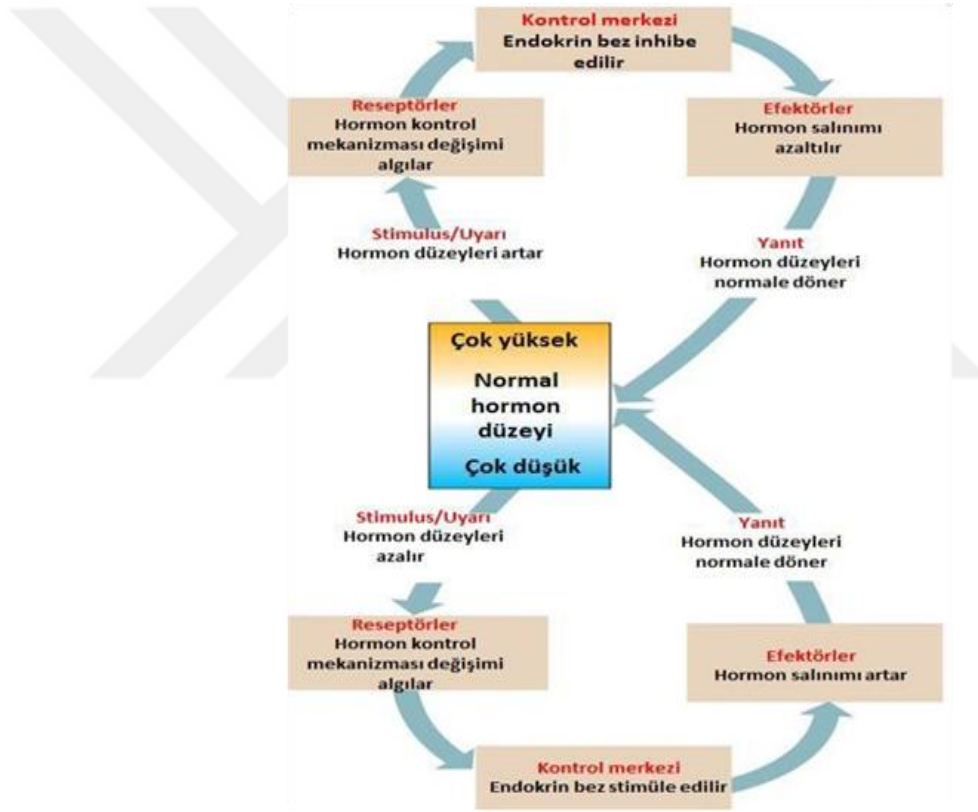 Kontrol merkezi
Endokrin bez inhibe
edilir
Reseptörler
Hormon kontrol
mekanizması değişimi
algılar
Efektörler
Hormon salınımı
azaltılır
Stimulus/Uyarı
Hormon düzeyleri artar
Yanıt
Hormon düzeyleri
normale döner
Çok yüksek
Normal
hormon
düzeyi
Çok düşük
Stimulus/Uyarı
Hormon düzeyleri
azalır
Yanıt
Hormon düzeyleri
normale döner
Reseptörler
Hormon kontrol
mekanizması değişimi
algılar
Efektörler
Hormon salınımı artar
Kontrol merkezi
Endokrin bez stimüle edilir